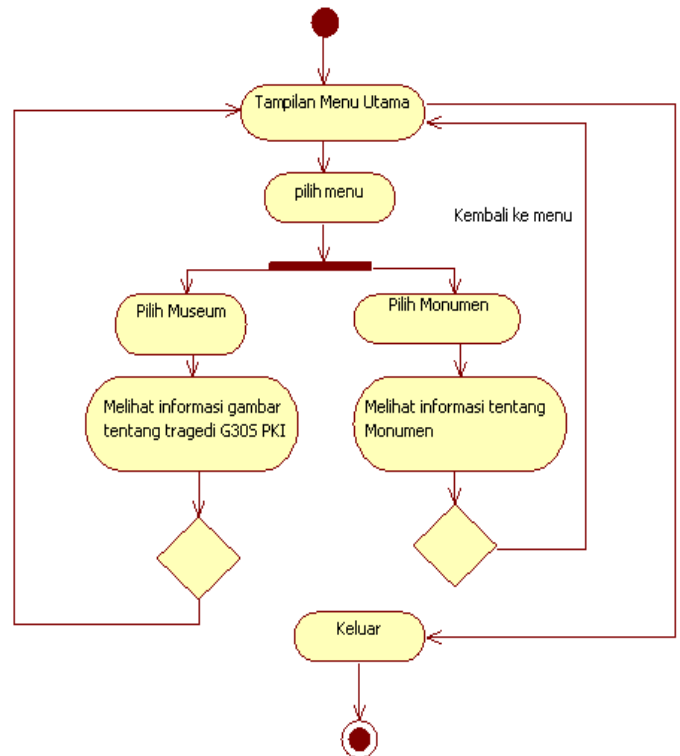 Tampilan Menu Utama
pilih menu
Kembali ke menu
Pilih Museum
Pilih Monumen
Melihat informasi gambar
tentang tragedi G30S PKI
Melihat informasi tentang
Monumen
Keluar